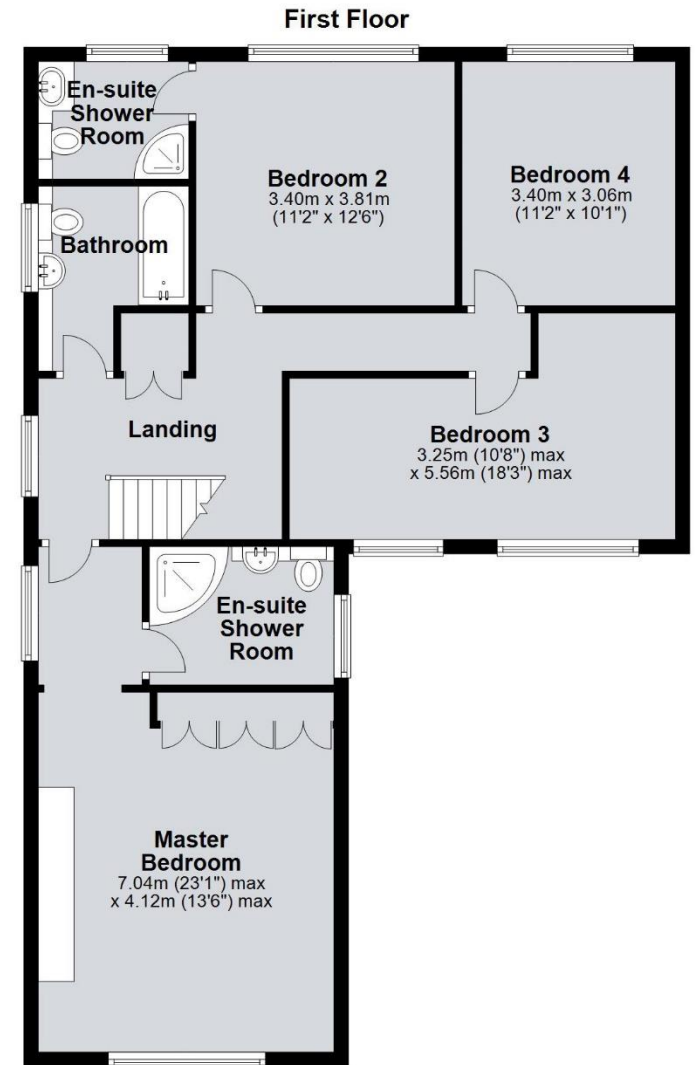 First Floor
En-suite
Shower
Room
Bedroom 2
3.40m x 3.81m
(11'2" x 12'6")
Bedroom 4
3.40m x 3.06m
(11'2" x 10'1")
Bathroom
Landing
Bedroom 3
3.25m (10'8") max
x 5.56m (18'3") max
En-suite
Shower
Room
Master
Bedroom
7.04m (23'1") max
x 4.12m (13'6") max